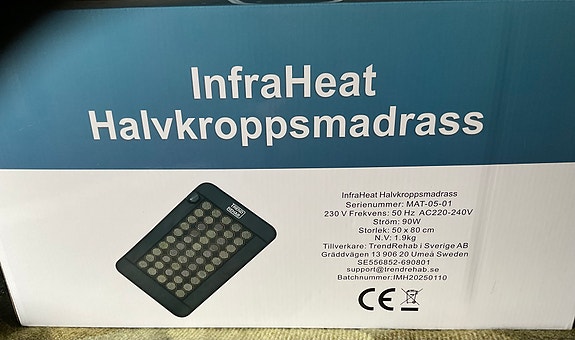 InfraHeat
Halvkroppsmadrass
InfraHeat Halvkroppsmadrass
Serienummer: MAT-05-01
230 V Frekvens: 50 Hz AC220-240V
Ström: 90W
Storlek: 50 x 80 cm
N.V: 1.9kg
Tillverkare: TrendRehab i Sverige AB
Gräddvägen 13 906 20 Umeå Sweden
SE556852-690801
support@trendrehab.se
Batchnummer:IMH20250110
CE